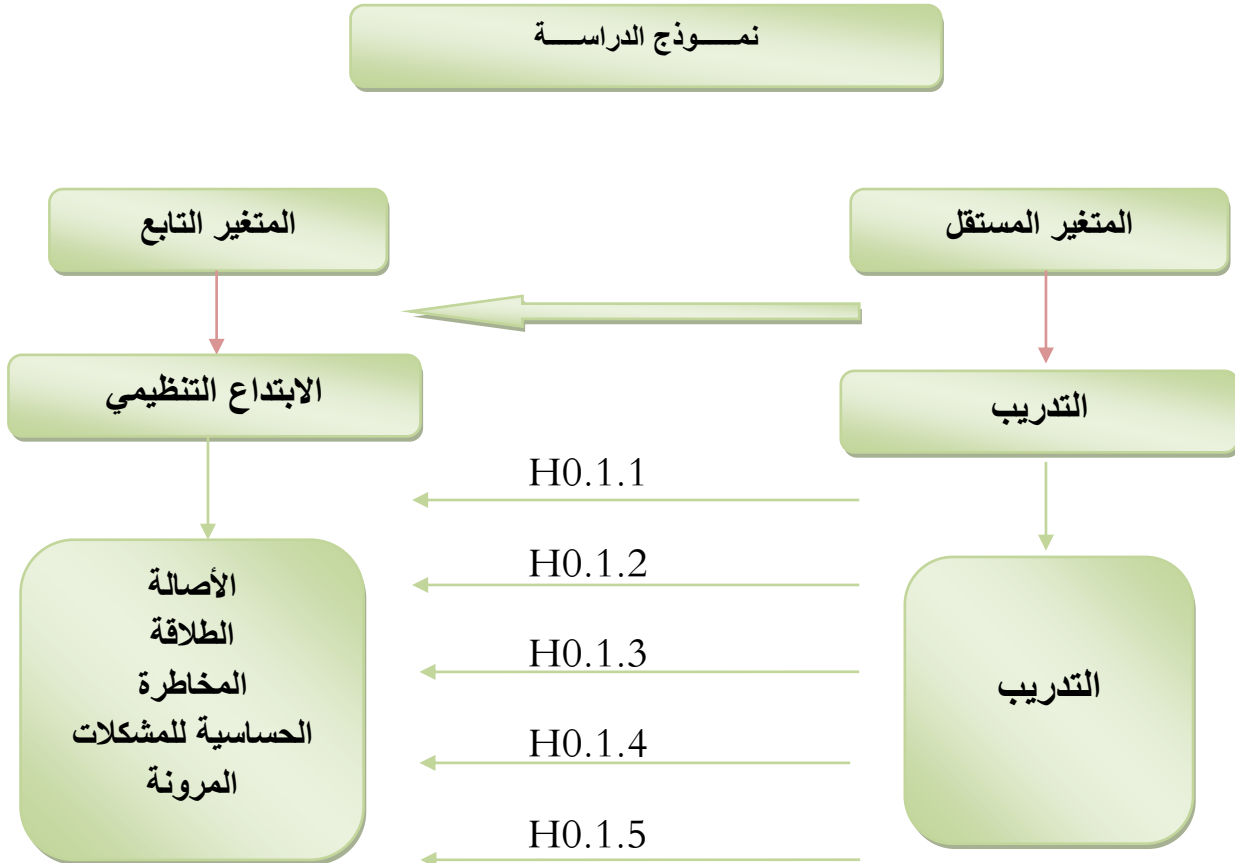 نمـــــوذج الدراســــــة
المتغير المستقل
المتغير التابع
التدريب
الابتداع التنظيمي
H0.1.1
H0.1.2
H0.1.3
H0.1.4
H0.1.5
التدريب
الأصالة
الطلاقة
المخاطرة
الحساسية للمشكلات
المرونة